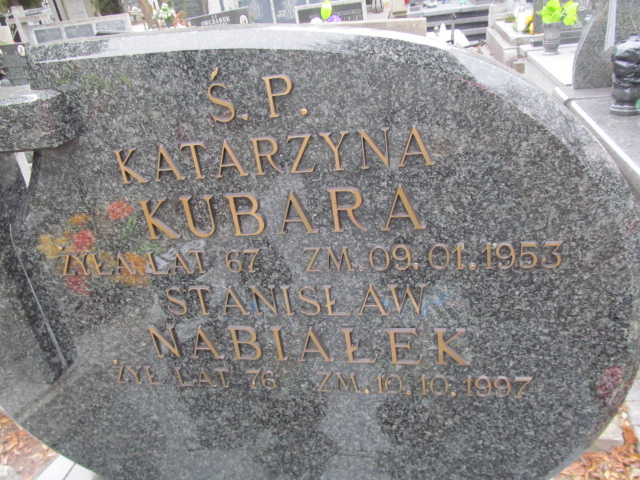 Ś.P.
KATARZYNA
KUBARA
ŻYŁA LAT 67 ZM. 09.01.1953
STANISŁAW
NABIAŁEK
ŻYŁ LAT 76 ZM. 10.10.1997